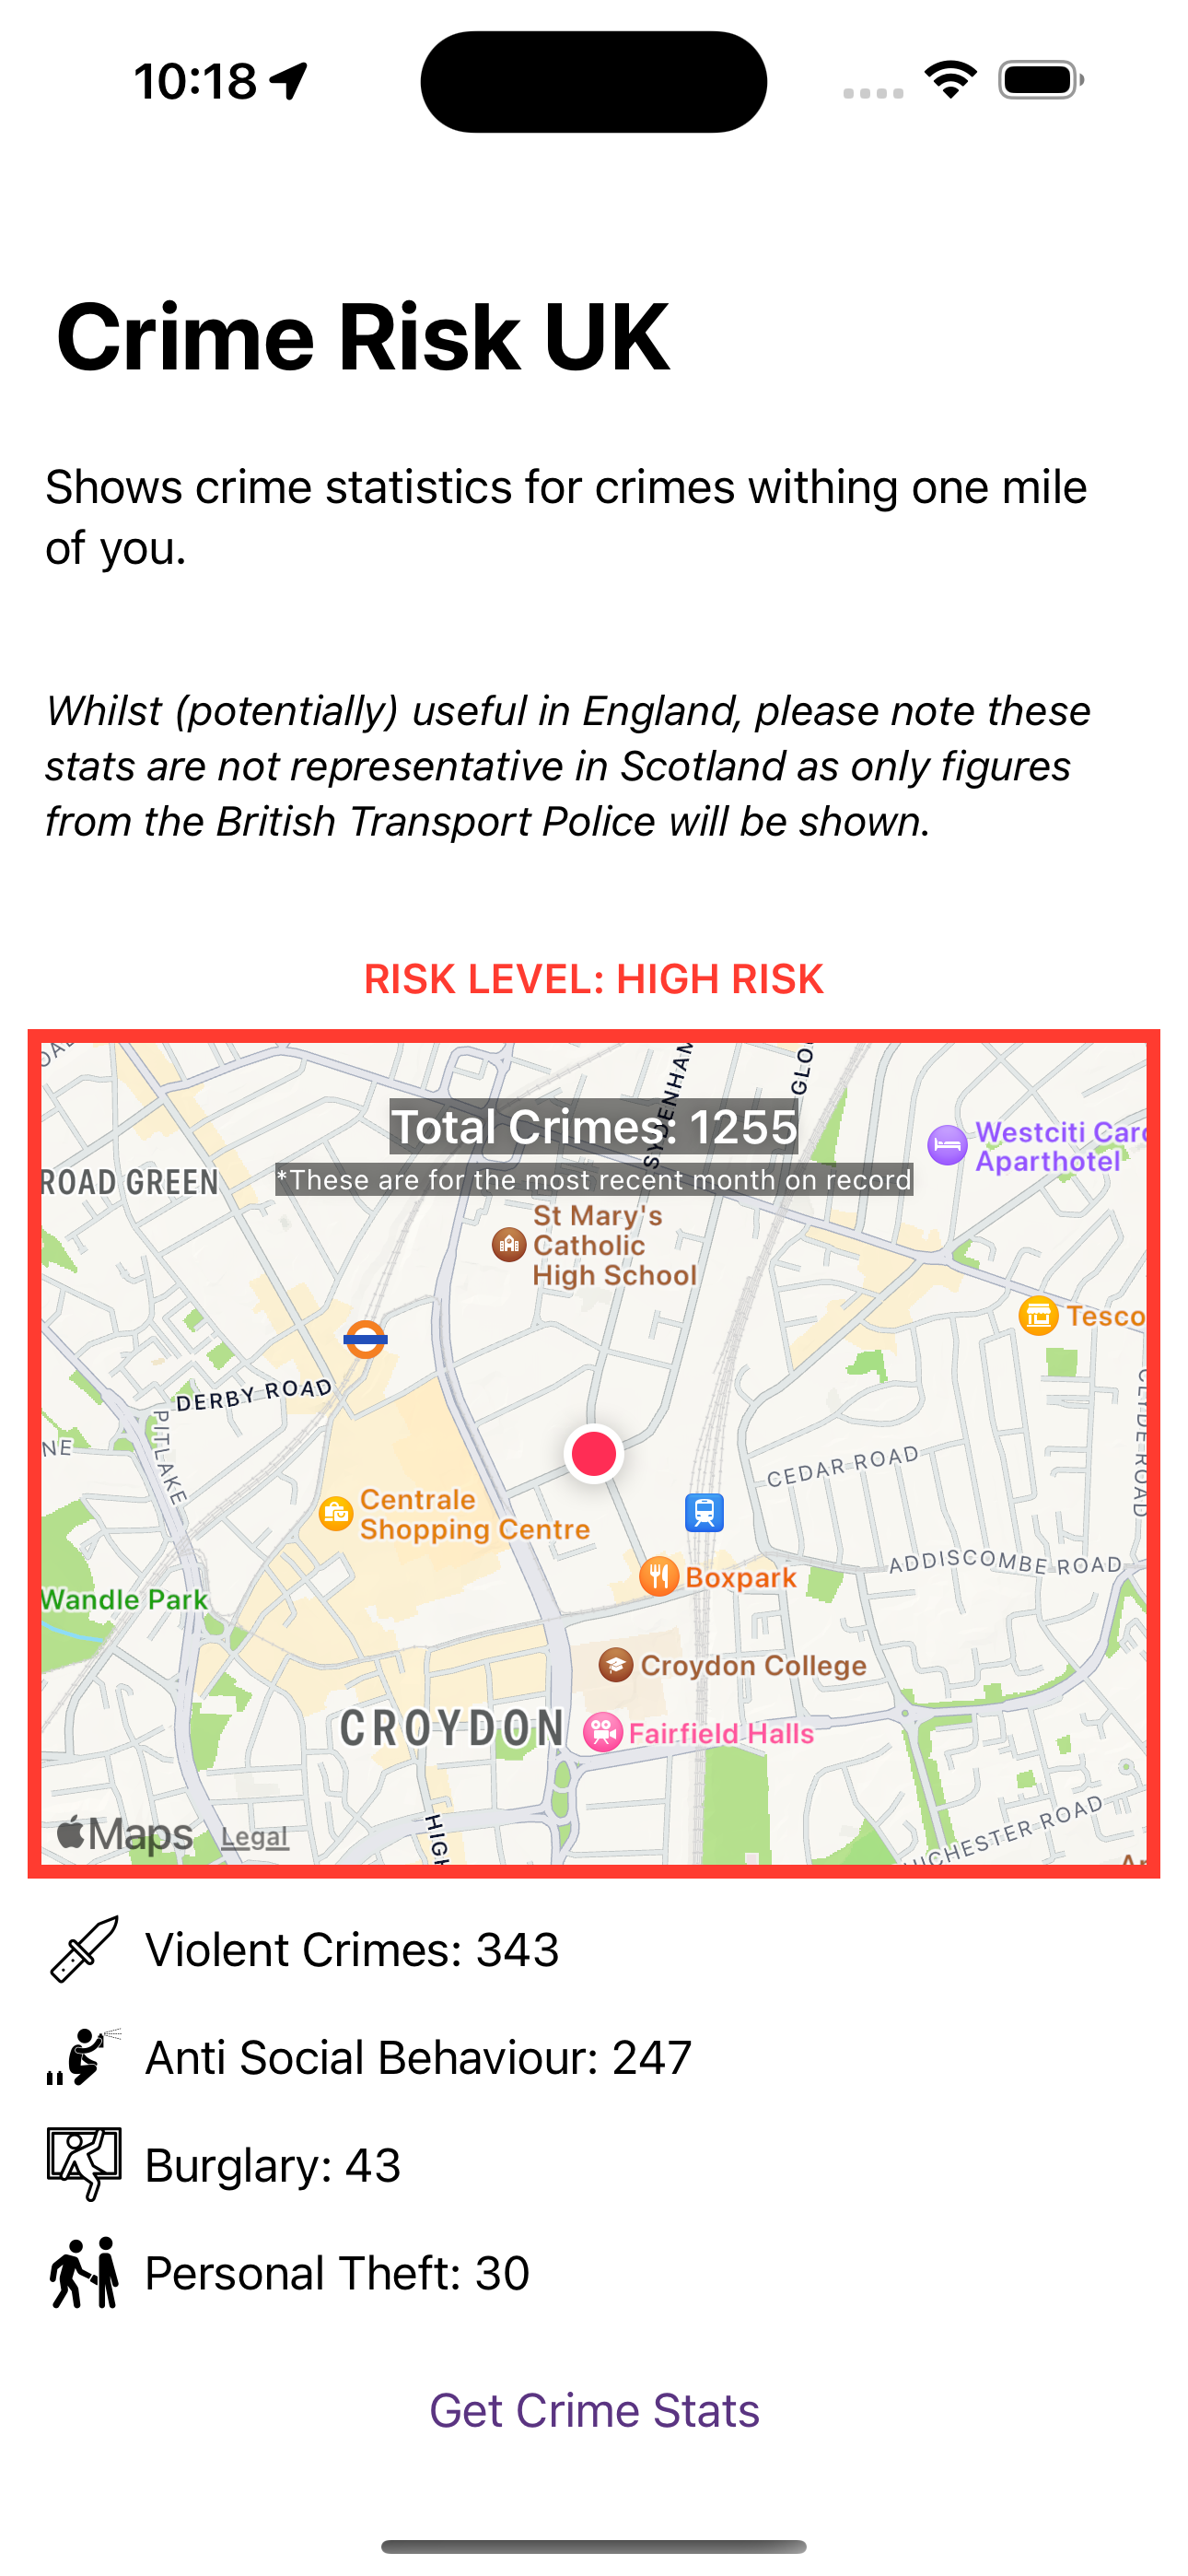 10:18
Crime Risk UK
Shows crime statistics for crimes withing one mile
of you.
Whilst (potentially) useful in England, please note these
stats are not representative in Scotland as only figures
from the British Transport Police will be shown.
RISK LEVEL: HIGH RISK
SYDENHAM
GLO
Total Crimes: 1255
Westciti
Aparthotel
*These are for the most recent month on record
ROAD GREEN
St Mary's
Catholic
High School
Tesco
DERBY ROAD
PITLAKE
CLYDE ROAD
NE
CEDAR ROAD
Centrale
Shopping Centre
ADDISCOMBE ROAD
Boxpark
Wandle Park
Croydon College
CROYDON
Fairfield Halls
HIGH
Maps
Legal
CHESTER ROAD
Violent Crimes: 343
Anti Social Behaviour: 247
Burglary: 43
Personal Theft: 30
Get Crime Stats